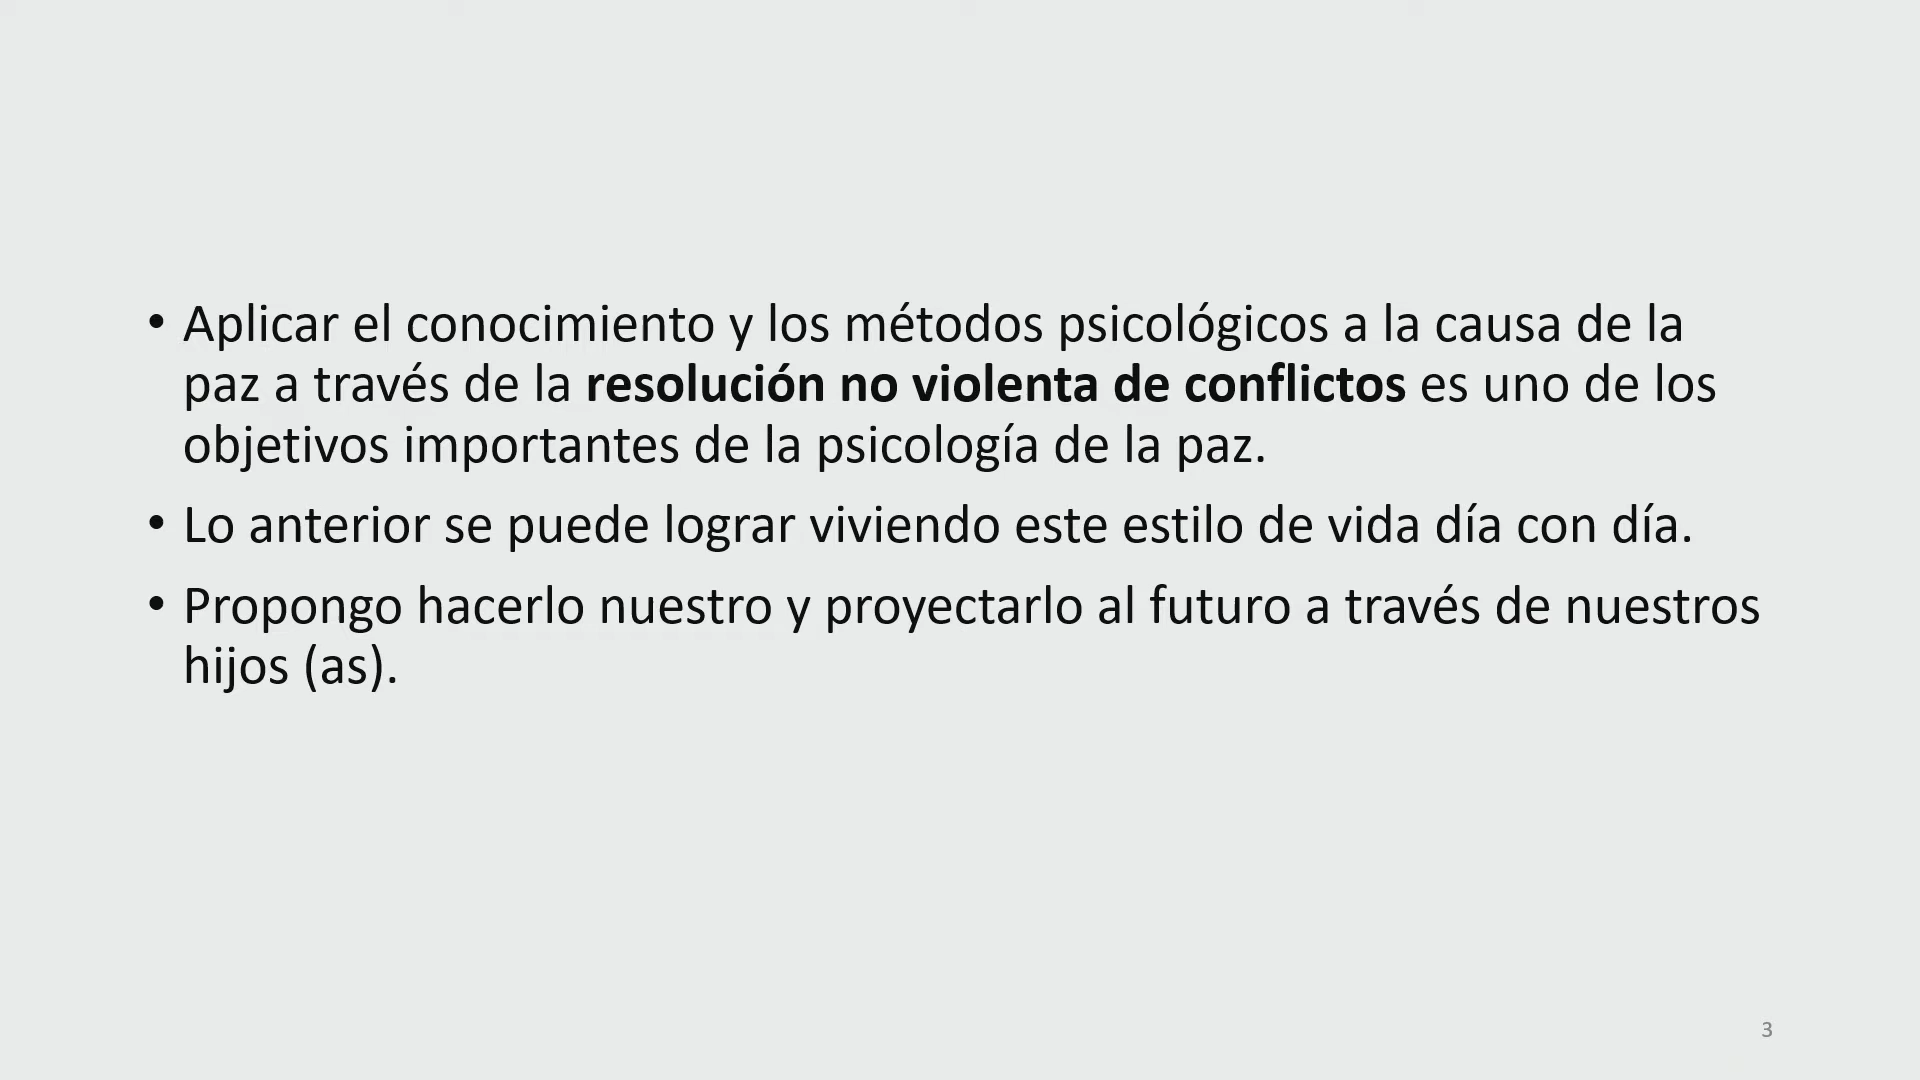 • Aplicar el conocimiento y los métodos psicológicos a la causa de la
paz a través de la resolución no violenta de conflictos es uno de los
objetivos importantes de la psicología de la paz.
• Lo anterior se puede lograr viviendo este estilo de vida día con día.
• Propongo hacerlo nuestro y proyectarlo al futuro a través de nuestros
hijos (as).
3